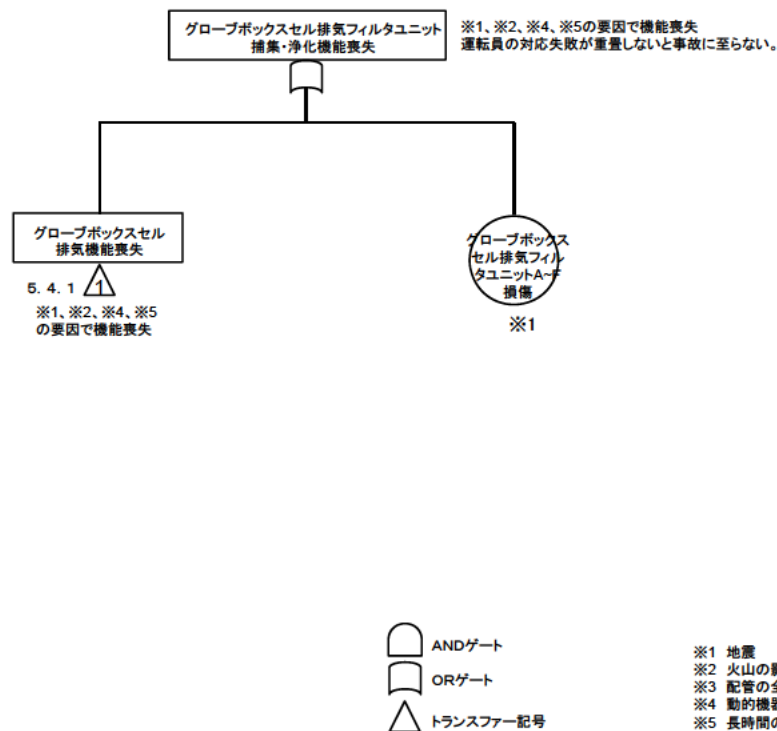 グローブボックスセル排気フィルタユニット
捕集・浄化機能喪失
※1、※2、※4、※5の要因で機能喪失
運転員の対応失敗が重畳しないと事故に至らない。
グローブボックスセル
排気機能喪失
5. 4. 1 1
※1、※2、※4、※5
の要因で機能喪失
グローブボックス
セル排気フィル
タユニットA~F
損傷
※1
ANDゲート
ORゲート
トランスファー記号
※1 地震
※2 火山の
※3 配管の
※4 動的機器
※5 長時間の